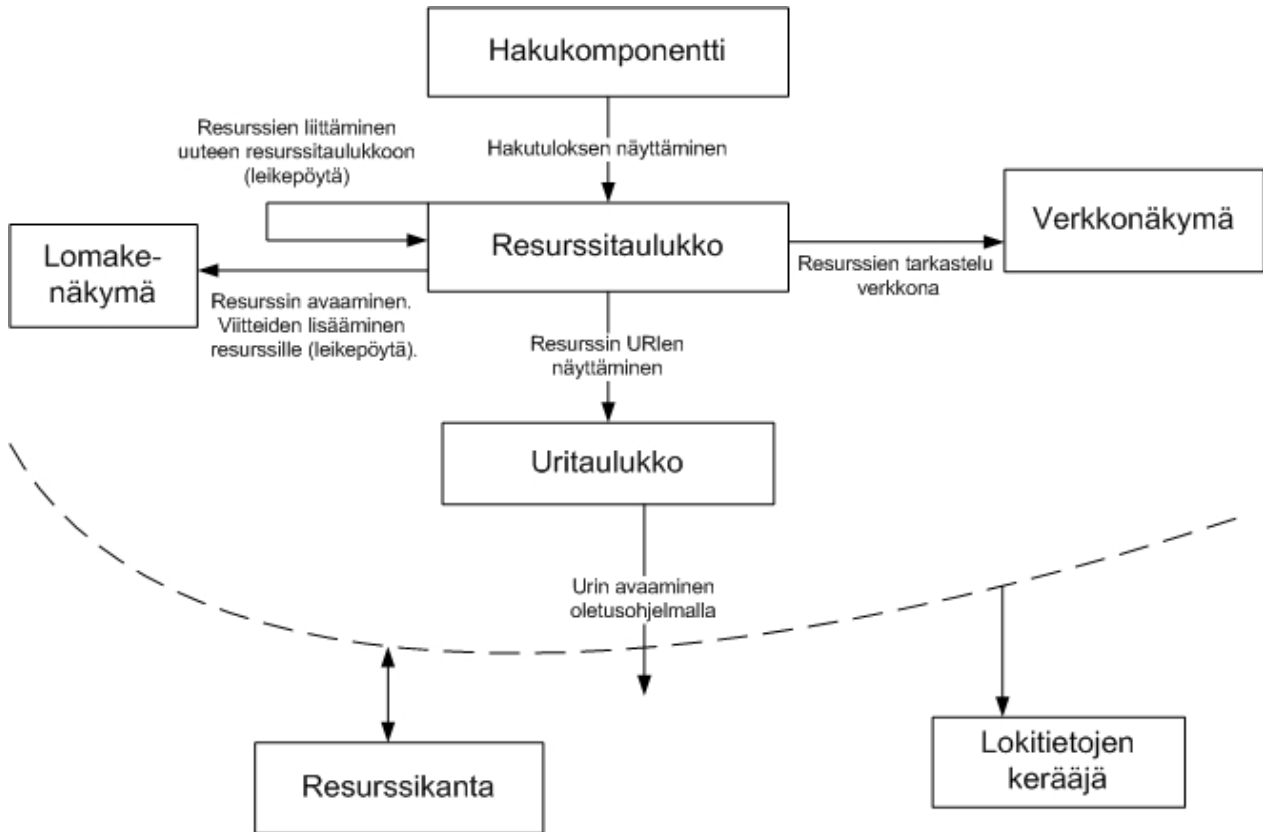 Hakukomponentti
Resurssien liittäminen
uuteen resurssitaulukkoon
(leikepöytä)
Hakutuloksen näyttäminen
Lomake-
näkymä
Resurssitaulukko
Verkkonäkymä
Resurssien tarkastelu
verkkona
Resurssin avaaminen.
Viitteiden lisääminen
resurssille (leikepöytä).
Resurssin URIen
näyttäminen
Uritaulukko
Urin avaaminen
oletusohjelmalla
Resurssikanta
Lokitietojen
kerääjä